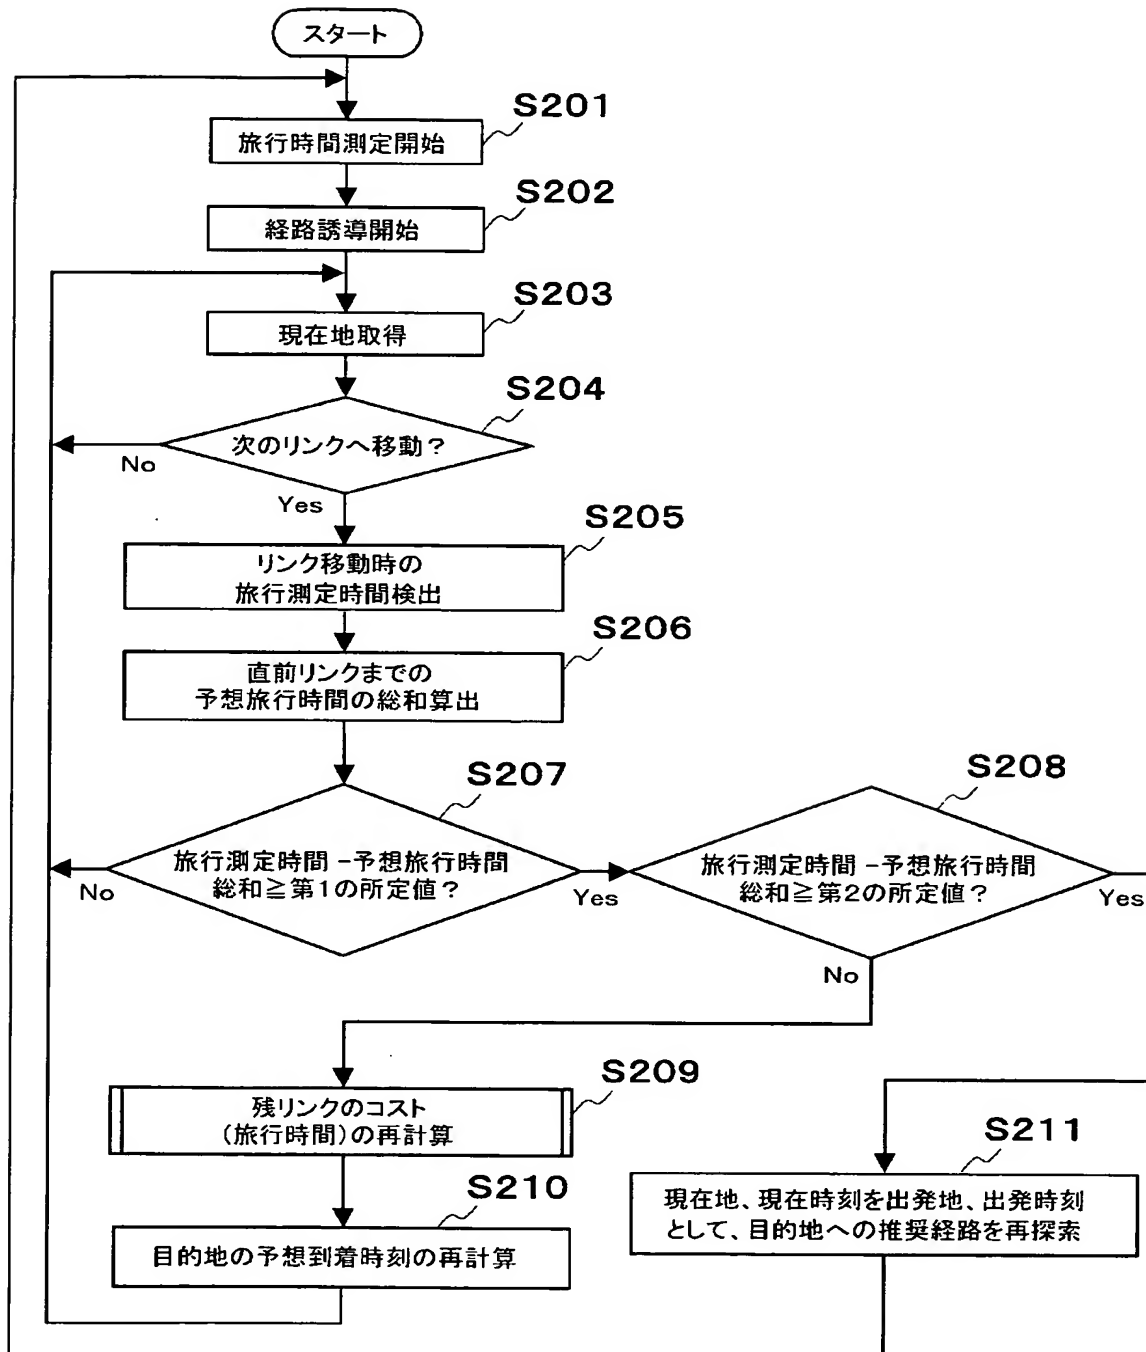 スタート
S201
旅行時間測定開始
S202
経路誘導開始
S203
現在地取得
S204
次のリンクへ移動？
No
Yes
S205
リンク移動時の
旅行測定時間検出
S206
直前リンクまでの
予想旅行時間の総和算出
S207
旅行測定時間－予想旅行時間
総和≧第1の所定値？
No
Yes
S208
旅行測定時間－予想旅行時間
総和≧第2の所定値？
Yes
No
S209
残リンクのコスト
（旅行時間）の再計算
S210
目的地の予想到着時刻の再計算
S211
現在地、現在時刻を出発地、出発時刻
として、目的地への推奨経路を再探索